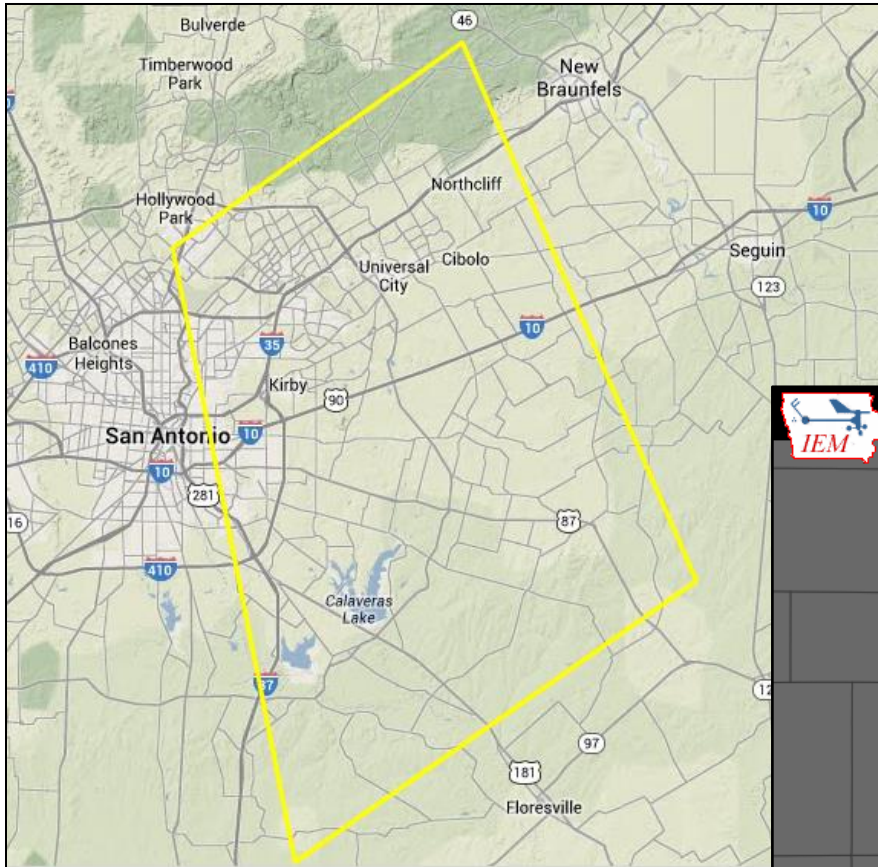 46
Bulverde
Timberwood
Park
New
Braunfels
Northcliff
Hollywood
Park
10
Seguin
Universal
City
Cibolo
123
10
35
Balcones
Heights
410
Kirby
90
San Antonio
10
10
281
16
87
410
Calaveras
Lake
37
97
181
Floresville
IEM